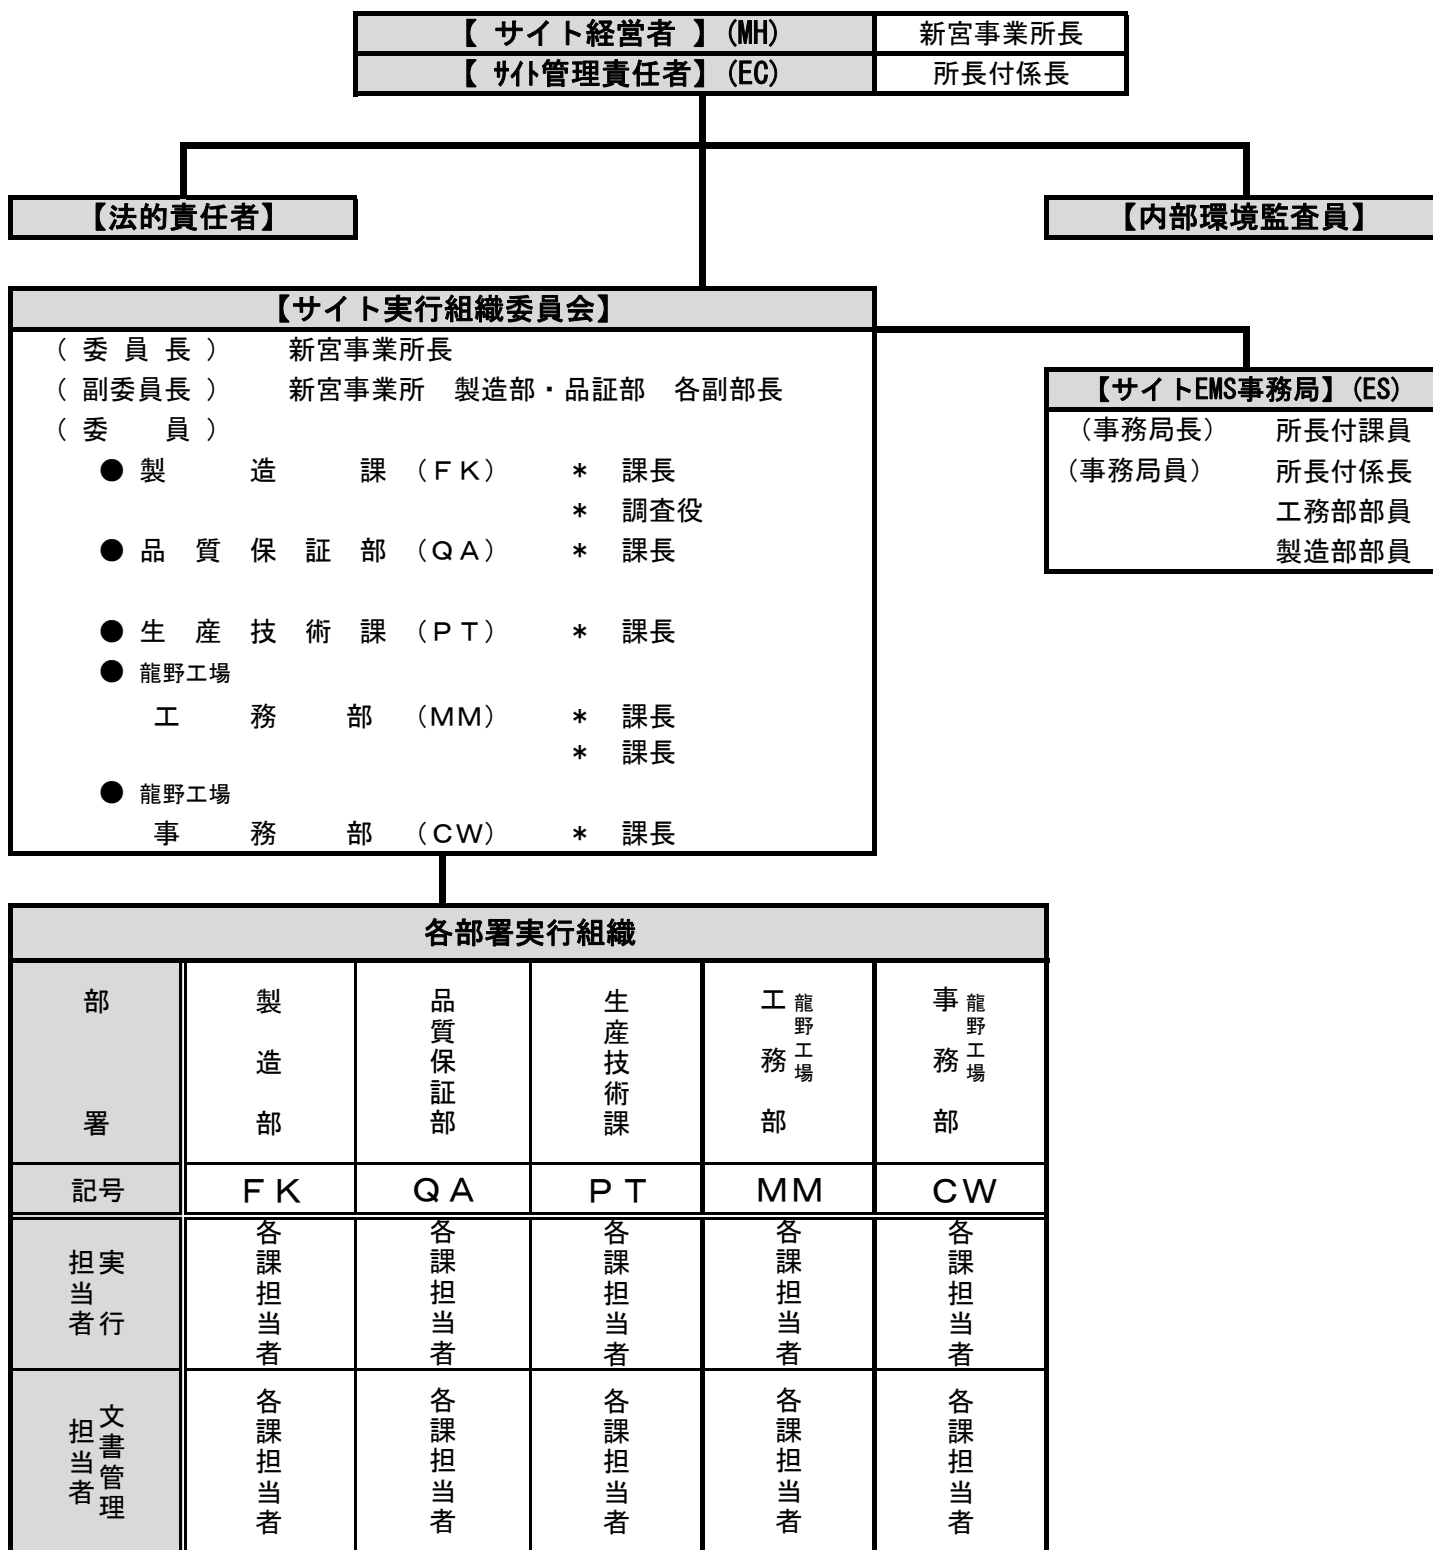 【 サイト経営者 】(MH) 新宮事業所長
【 ｻｲﾄ管理責任者】(EC) 所長付係長
【法的責任者】
【内部環境監査員】
【サイト実行組織委員会】
( 委 員 長 ) 新宮事業所長
( 副委員長 ) 新宮事業所 製造部・品証部 各副部長
( 委 員 )
● 製 造 課 (ＦＫ) * 課長
* 調査役
● 品 質 保 証 部 (ＱＡ) * 課長
● 生 産 技 術 課 (ＰＴ) * 課長
● 龍野工場
工 務 部 (ＭＭ) * 課長
* 課長
● 龍野工場
事 務 部 (ＣＷ) * 課長
【サイトEMS事務局】(ES)
(事務局長) 所長付課員
(事務局員) 所長付係長
工務部部員
製造部部員
各部署実行組織
部 署
製 造 部
品質保証部
生産技術課
龍野工場
工 務 部
龍野工場
事 務 部
記号 ＦＫ ＱＡ ＰＴ ＭＭ ＣＷ
実 行
担当者
各課担当者
各課担当者
各課担当者
各課担当者
各課担当者
文書管理
担当者
各課担当者
各課担当者
各課担当者
各課担当者
各課担当者